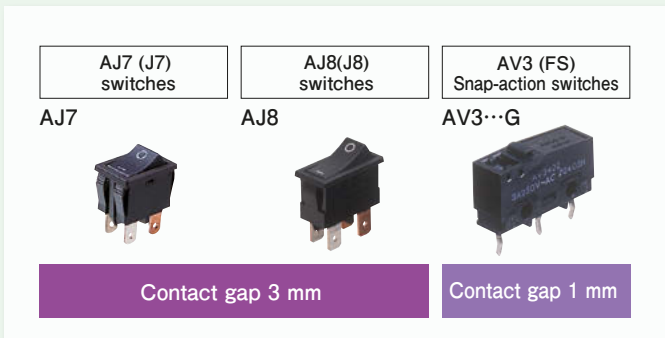 AJ7 (J7)
switches
AJ8(J8)
switches
AV3 (FS)
Snap-action switches
AJ7
AJ8
AV3…G
Contact gap 3 mm
Contact gap 1 mm